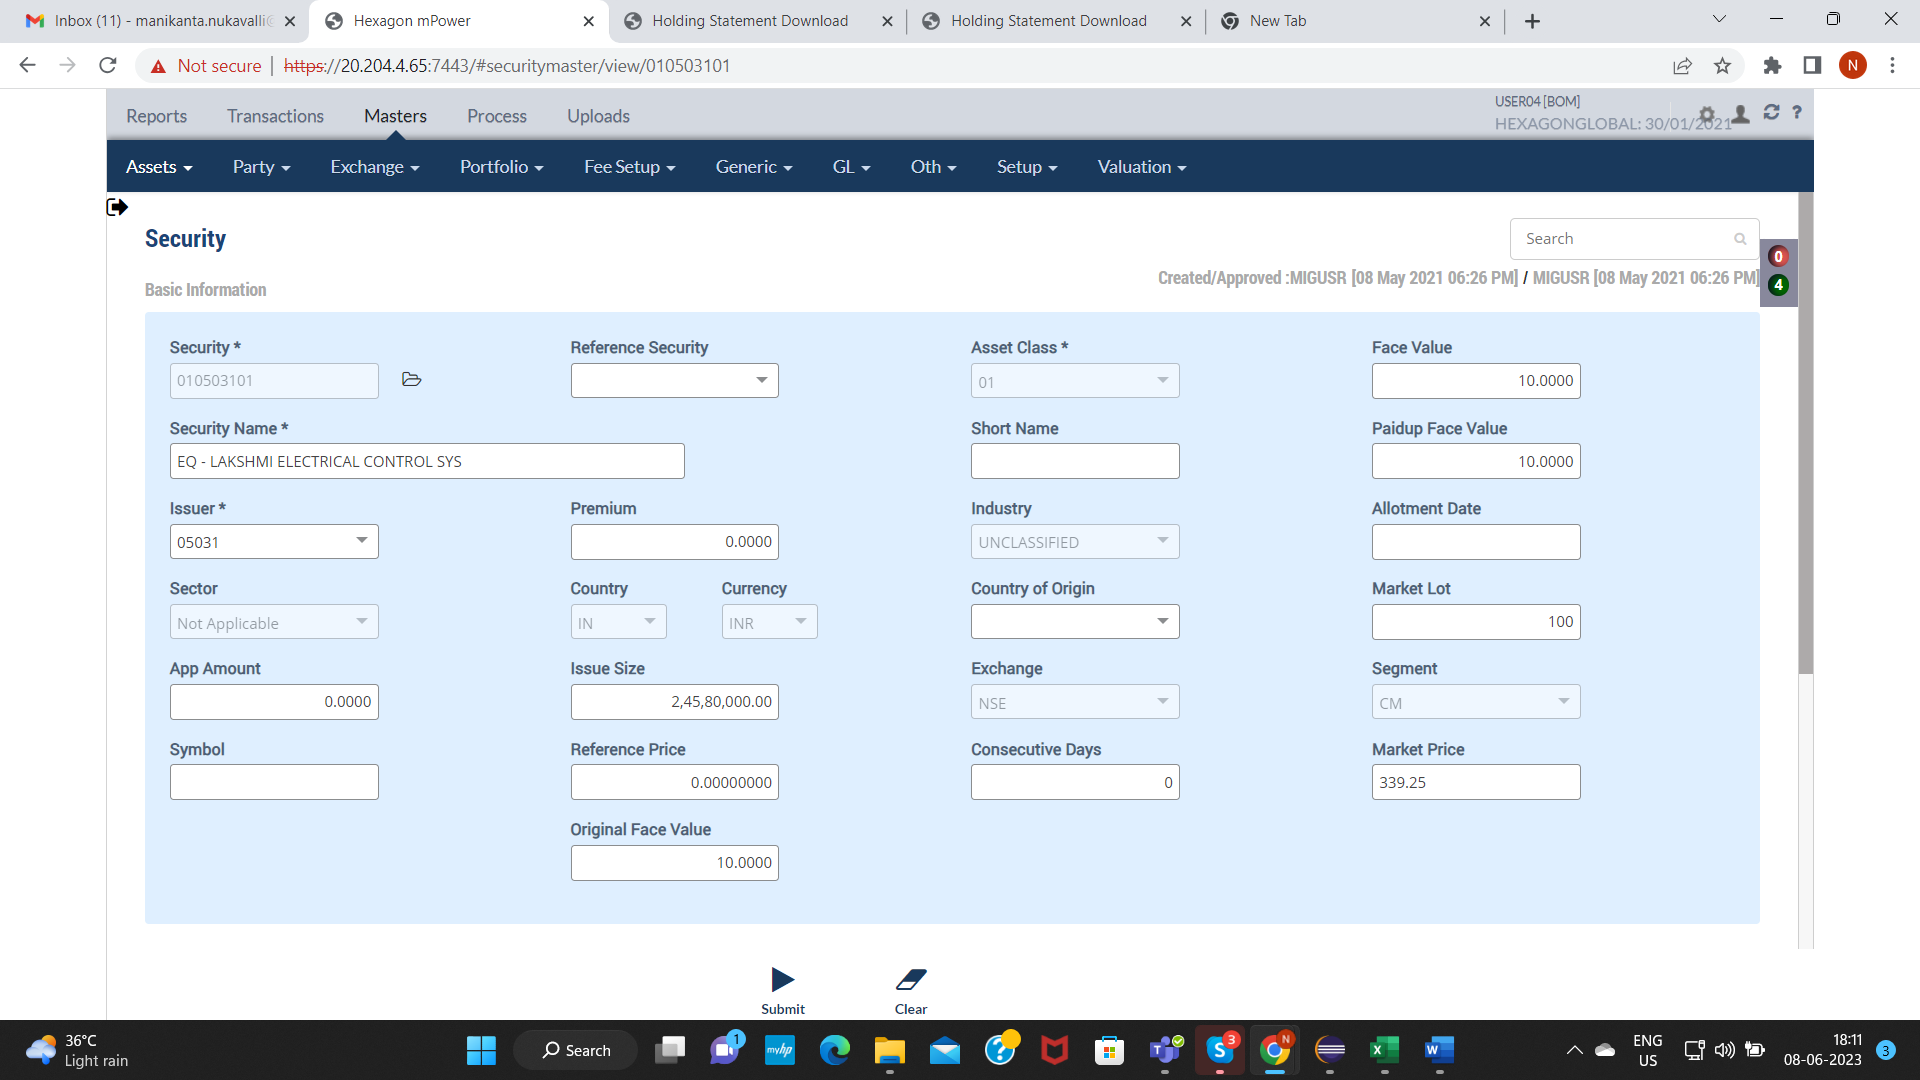 Inbox (11) - manikanta.nukavalli@
Hexagon mPower
Holding Statement Download
Holding Statement Download
New Tab
Not secure | https://20.204.4.65:7443/#securitymaster/view/010503101
N
Reports Transactions Masters Process Uploads
USER04 [BOM]
HEXAGONGLOBAL: 30/01/2021
?
Assets Party Exchange Portfolio Fee Setup Generic GL Oth Setup Valuation
Security
Search
0
4
Created/Approved :MIGUSR [08 May 2021 06:26 PM] / MIGUSR [08 May 2021 06:26 PM]
Basic Information
Security * Reference Security Asset Class * Face Value
010503101 01 10.0000
Security Name * Short Name Paidup Face Value
EQ - LAKSHMI ELECTRICAL CONTROL SYS 10.0000
Issuer * Premium Industry Allotment Date
05031 0.0000 UNCLASSIFIED
Sector Country Currency Country of Origin Market Lot
Not Applicable IN INR 100
App Amount Issue Size Exchange Segment
0.0000 2,45,80,000.00 NSE CM
Symbol Reference Price Consecutive Days Market Price
0.00000000 0 339.25
Original Face Value
10.0000
Submit Clear
36°C
Light rain
Search
1
myhp
?
T
S
3
N
X
W
ENG
US
18:11
08-06-2023
3